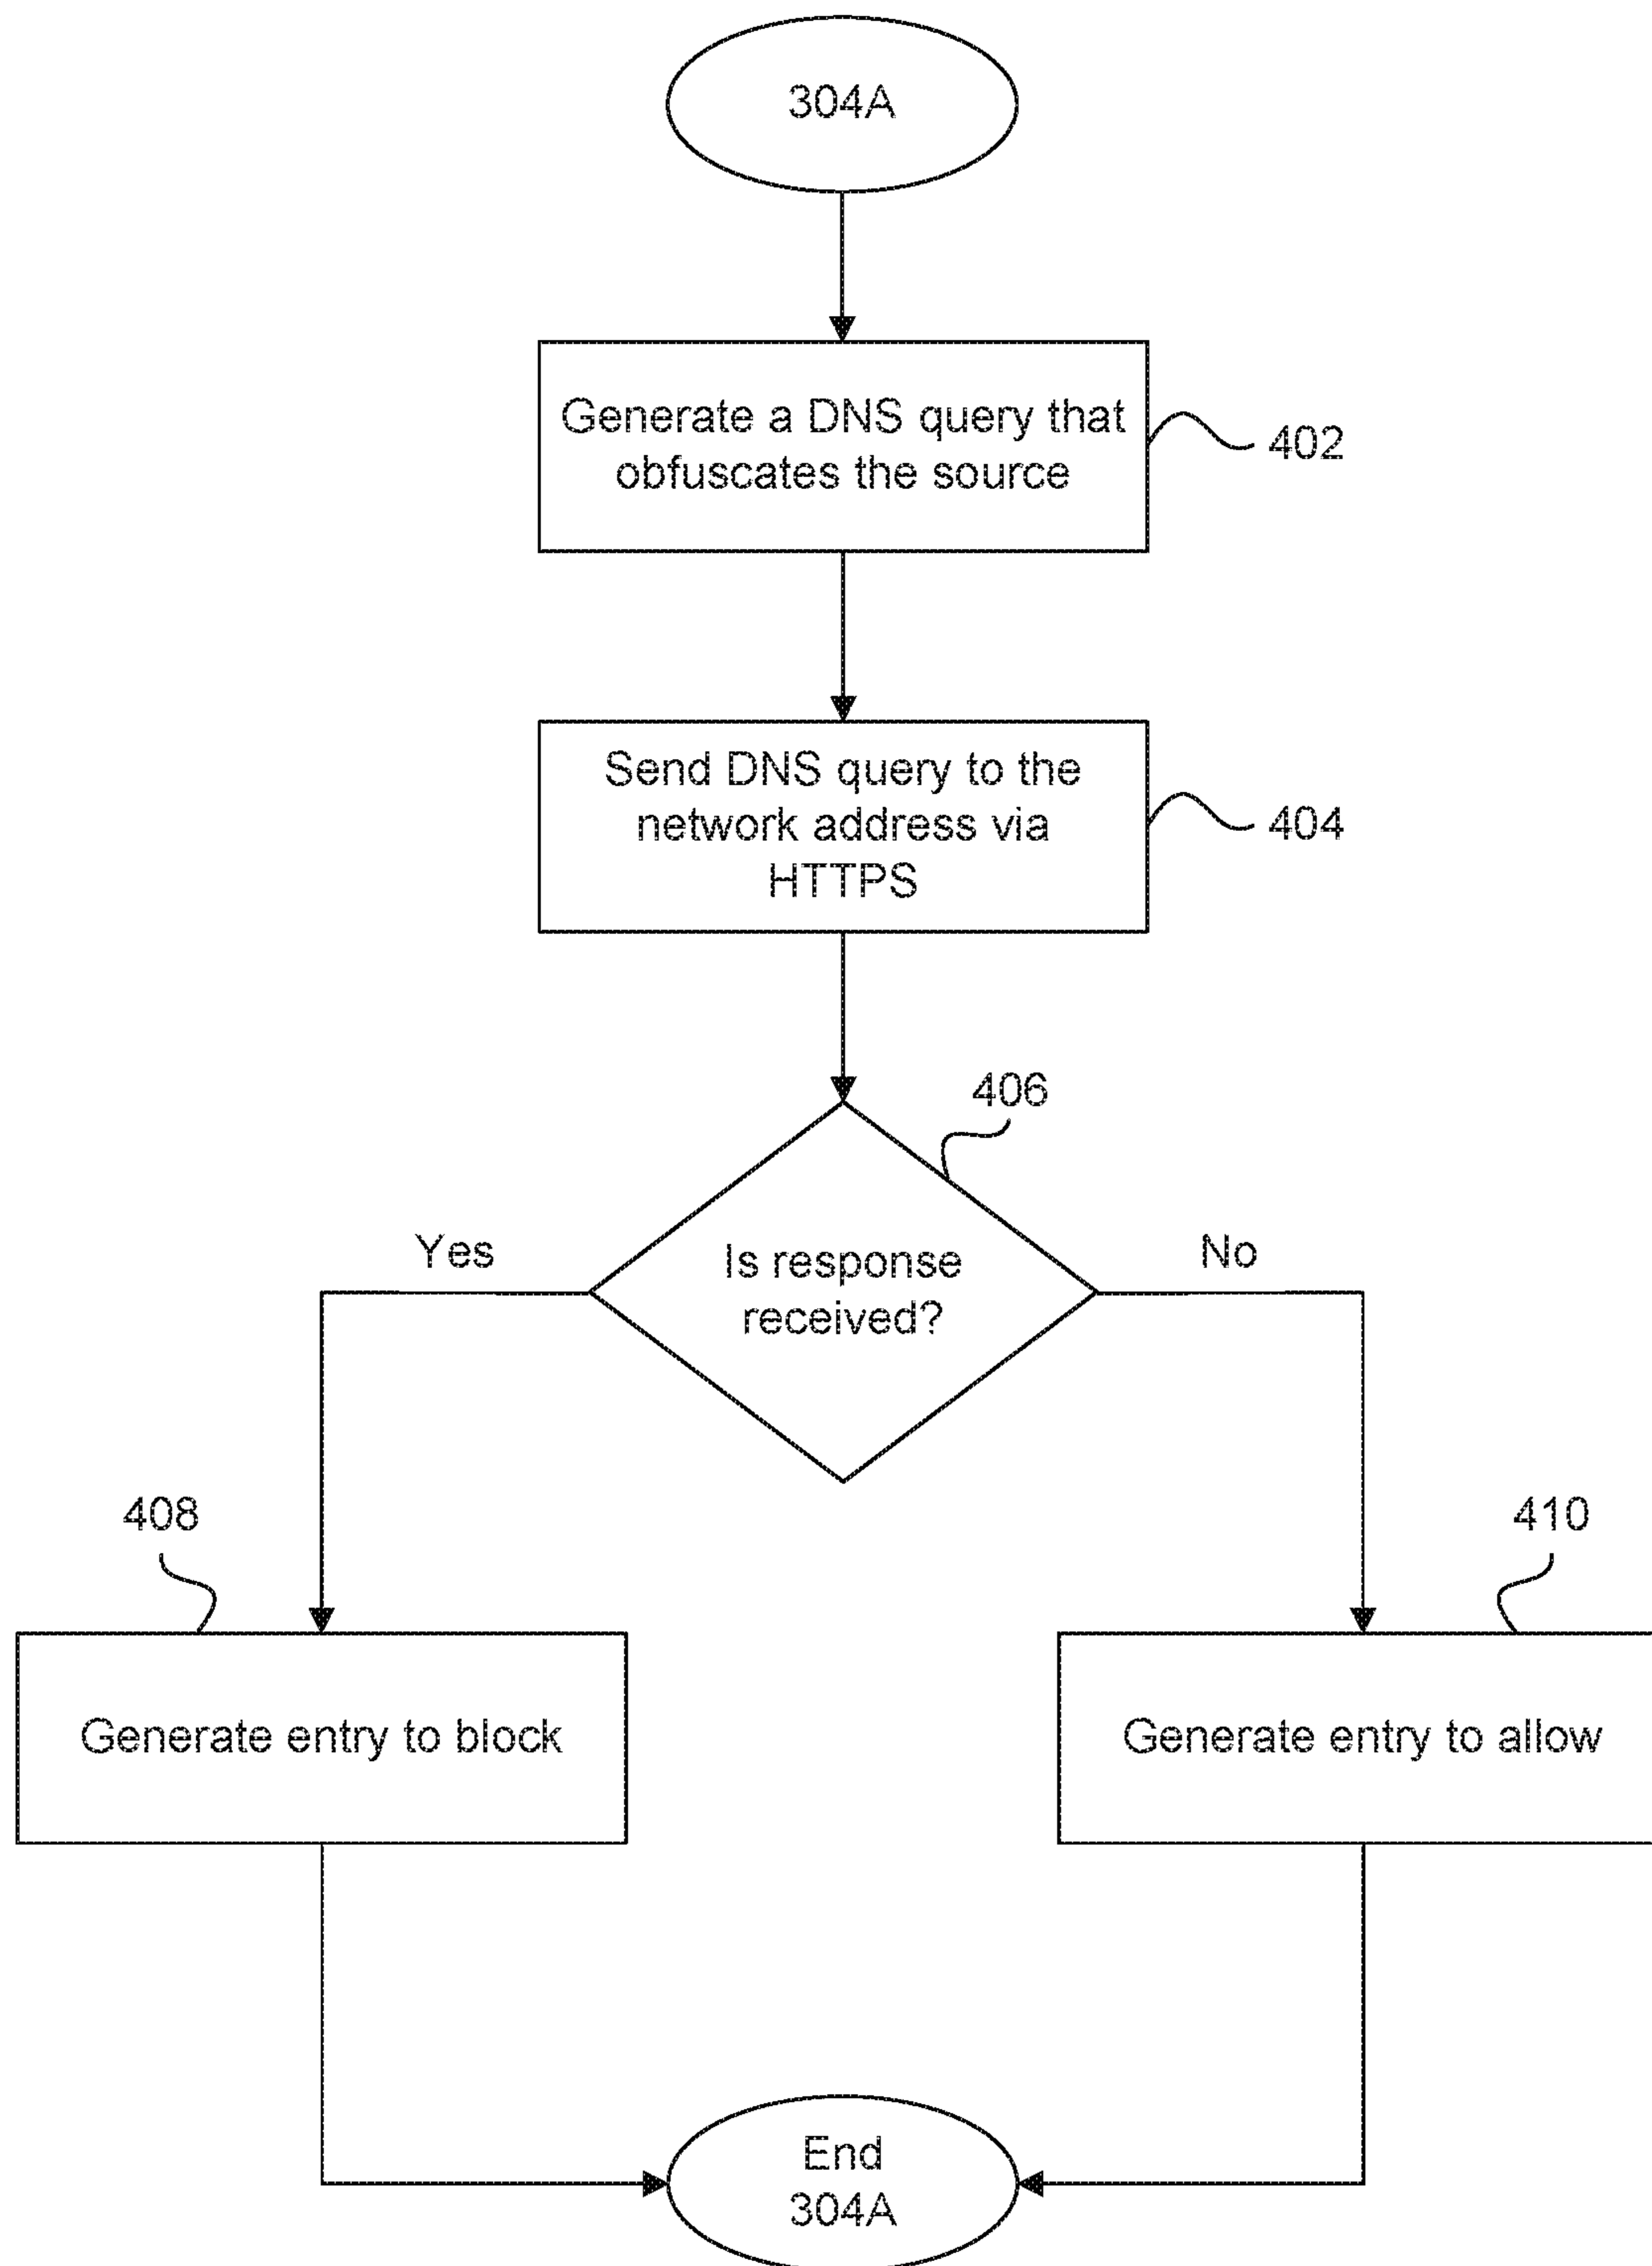 304A
Generate a DNS query that
obfuscates the source
402
Send DNS query to the
network address via
HTTPS
404
406
Is response
received?
Yes
No
408
410
Generate entry to block
Generate entry to allow
End
304A